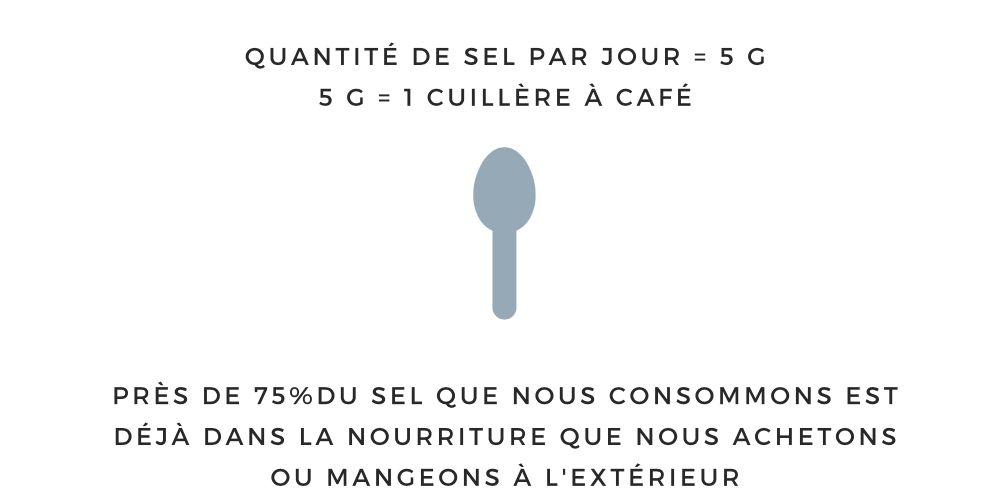 QUANTITÉ DE SEL PAR JOUR = 5 G
5 G = 1 CUILLÈRE À CAFÉ
PRÈS DE 75%DU SEL QUE NOUS CONSOMMONS EST
DÉJÀ DANS LA NOURRITURE QUE NOUS ACHETONS
OU MANGEONS À L'EXTÉRIEUR